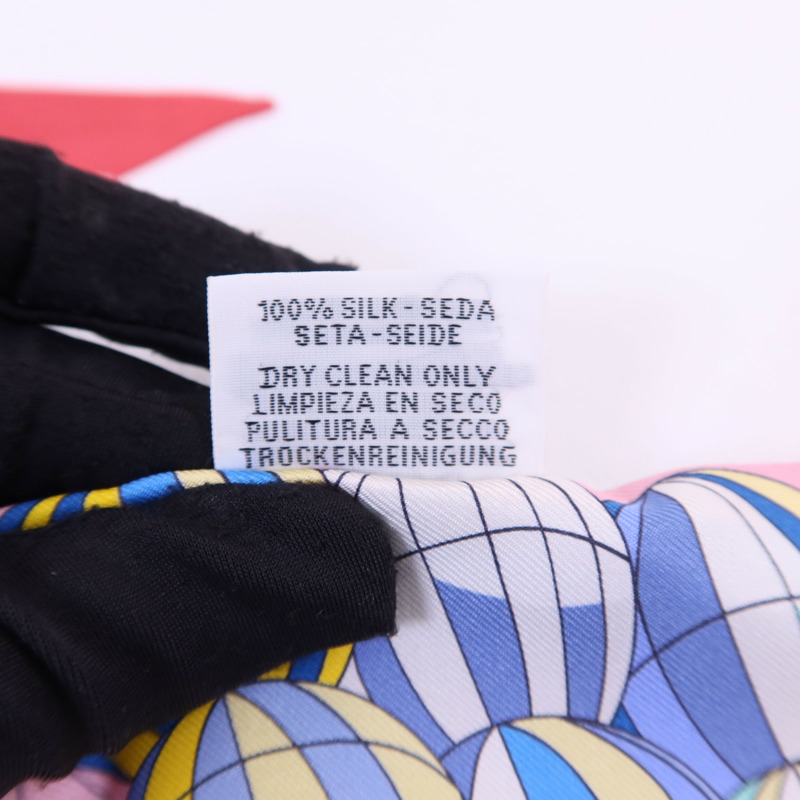 100% SILK-SEDA
SETA-SEIDE
DRY CLEAN ONLY
LIMPIEZA EN SECO
PULITURA A SECCO
TROCKENREINIGUNG